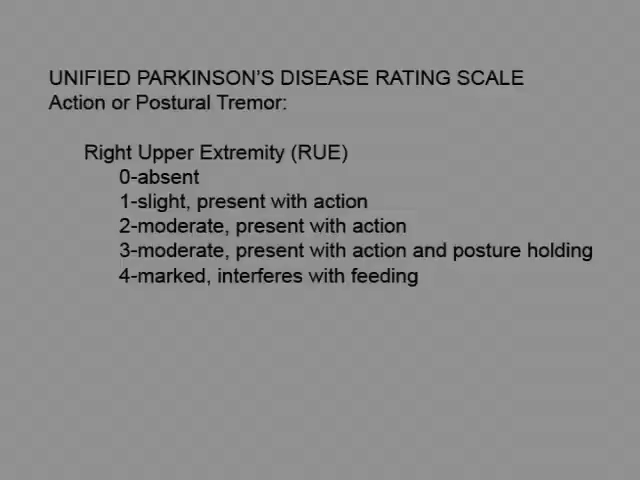 UNIFIED PARKINSON'S DISEASE RATING SCALE
Action or Postural Tremor:
Right Upper Extremity (RUE)
0-absent
1-slight, present with action
2-moderate, present with action
3-moderate, present with action and posture holding
4-marked, interferes with feeding